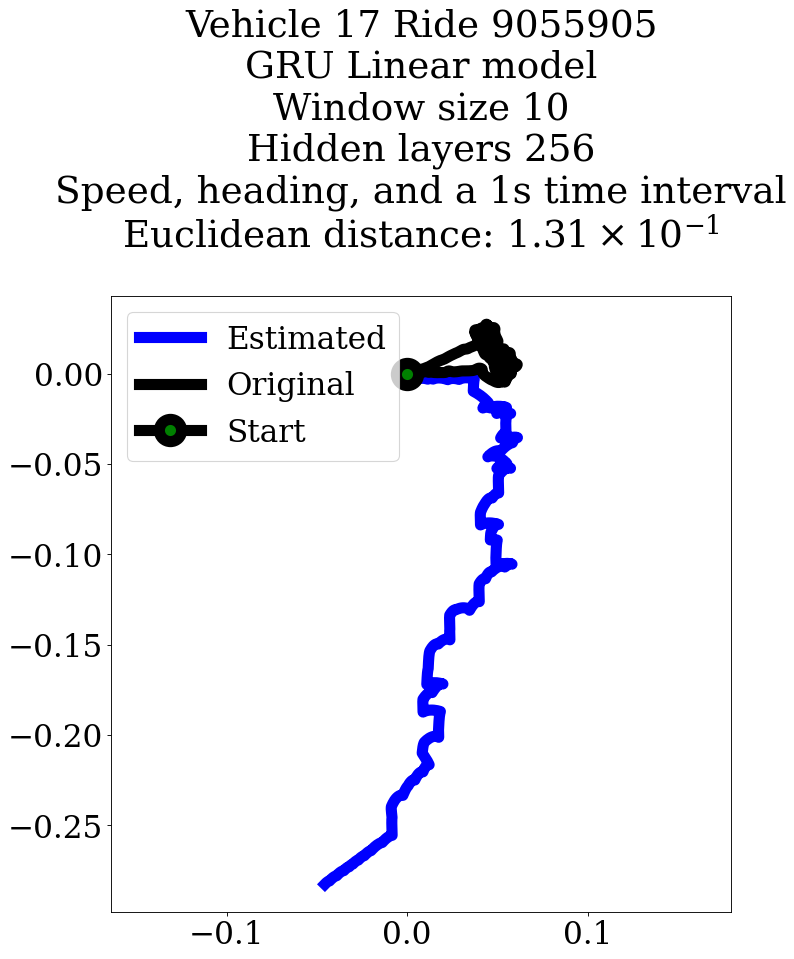 Vehicle 17 Ride 9055905
GRU Linear model
Window size 10
Hidden layers 256
Speed, heading, and a 1s time interval
Euclidean distance: 1.31 × 10⁻¹
Estimated
Original
Start
0.00
−0.05
−0.10
−0.15
−0.20
−0.25
−0.1 0.0 0.1